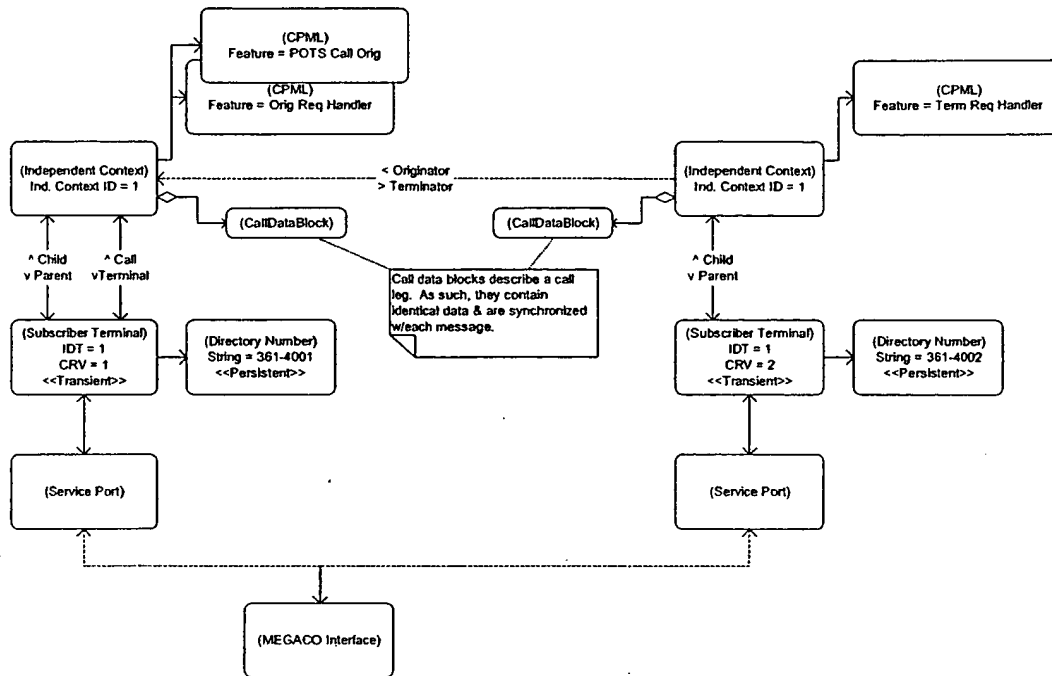 (CPML)
Feature = POTS Call Orig
(CPML)
Feature = Orig Req Handler
(CPML)
Feature = Term Req Handler
(Independent Context)
Ind. Context ID = 1
< Originator
> Terminator
(Independent Context)
Ind. Context ID = 1
(CallDataBlock)
(CallDataBlock)
^ Child
v Parent
^ Call
vTerminal
^ Child
v Parent
Call data blocks describe a call
leg. As such, they contain
identical data & are synchronized
w/each message.
(Subscriber Terminal)
IDT = 1
CRV = 1
<<Transient>>
(Directory Number)
String = 361-4001
<<Persistent>>
(Subscriber Terminal)
IDT = 1
CRV = 2
<<Transient>>
(Directory Number)
String = 361-4002
<<Persistent>>
(Service Port)
(Service Port)
(MEGACO Interface)